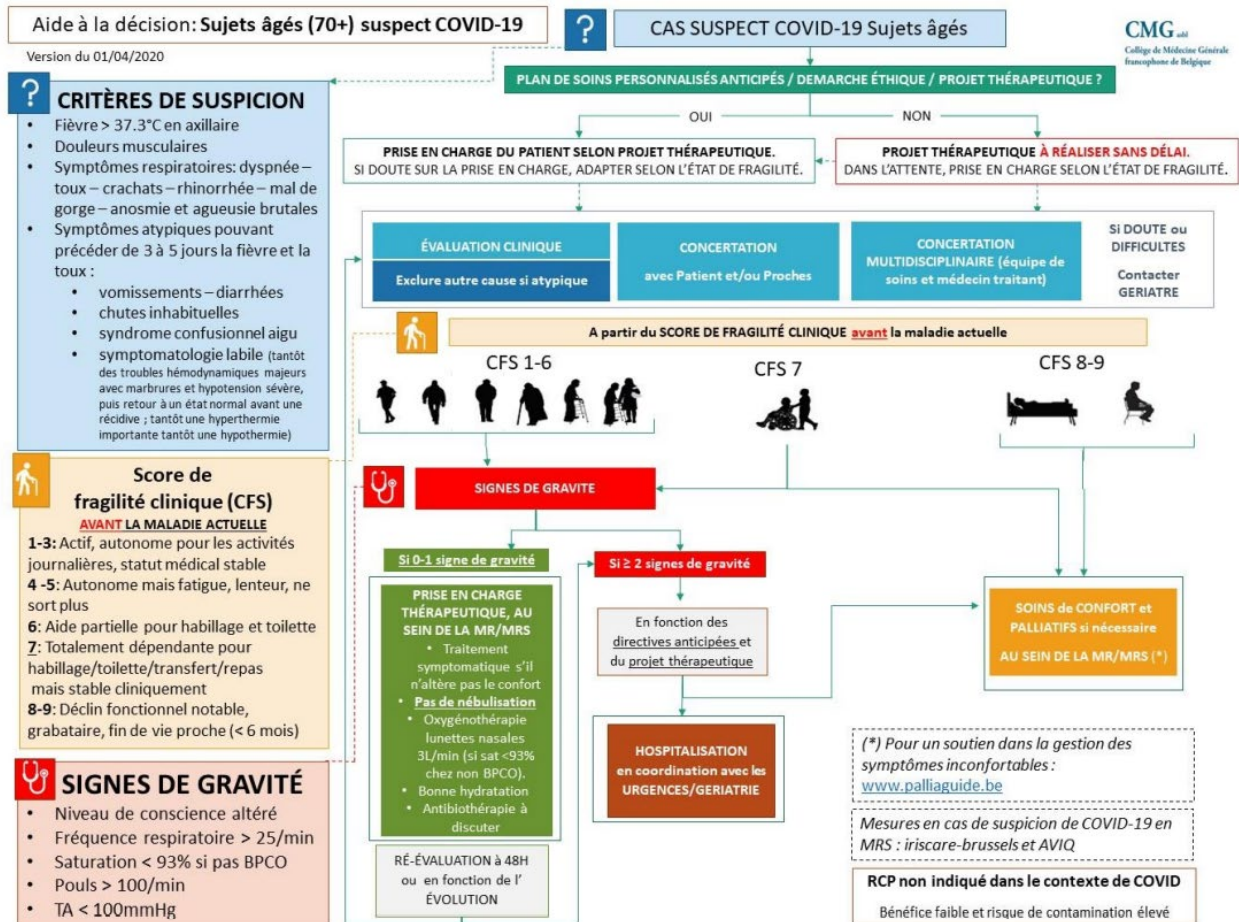 Aide à la décision: Sujets âgés (70+) suspect COVID-19
Version du 01/04/2020
?
CAS SUSPECT COVID-19 Sujets âgés
CMG asbl
Collège de Médecine Générale
francophone de Belgique
PLAN DE SOINS PERSONNALISÉS ANTICIPÉS / DEMARCHE ÉTHIQUE / PROJET THÉRAPEUTIQUE ?
OUI
NON
PRISE EN CHARGE DU PATIENT SELON PROJET THÉRAPEUTIQUE.
SI DOUTE SUR LA PRISE EN CHARGE, ADAPTER SELON L'ÉTAT DE FRAGILITÉ.
PROJET THÉRAPEUTIQUE À RÉALISER SANS DÉLAI.
DANS L'ATTENTE, PRISE EN CHARGE SELON L'ÉTAT DE FRAGILITÉ.
ÉVALUATION CLINIQUE
Exclure autre cause si atypique
CONCERTATION
avec Patient et/ou Proches
CONCERTATION
MULTIDISCIPLINAIRE (équipe de
soins et médecin traitant)
Si DOUTE ou
DIFFICULTES
Contacter
GERIATRE
?
CRITÈRES DE SUSPICION
• Fièvre > 37.3°C en axillaire
• Douleurs musculaires
• Symptômes respiratoires: dyspnée –
toux – crachats – rhinorrhée – mal de
gorge – anosmie et agueusie brutales
• Symptômes atypiques pouvant
précéder de 3 à 5 jours la fièvre et la
toux :
• vomissements – diarrhées
• chutes inhabituelles
• syndrome confusionnel aigu
• symptomatologie labile (tantôt
des troubles hémodynamiques majeurs
avec marbrures et hypotension sévère,
puis retour à un état normal avant une
récidive ; tantôt une hyperthermie
importante tantôt une hypothermie)
A partir du SCORE DE FRAGILITÉ CLINIQUE avant la maladie actuelle
CFS 1-6
CFS 7
CFS 8-9
Score de
fragilité clinique (CFS)
AVANT LA MALADIE ACTUELLE
1-3: Actif, autonome pour les activités
journalières, statut médical stable
4 -5: Autonome mais fatigue, lenteur, ne
sort plus
6: Aide partielle pour habillage et toilette
7: Totalement dépendante pour
habillage/toilette/transfert/repas
mais stable cliniquement
8-9: Déclin fonctionnel notable,
grabataire, fin de vie proche (< 6 mois)
SIGNES DE GRAVITE
Si 0-1 signe de gravité
Si ≥ 2 signes de gravité
PRISE EN CHARGE
THÉRAPEUTIQUE, AU
SEIN DE LA MR/MRS
• Traitement
symptomatique s'il
n'altère pas le confort
• Pas de nébulisation
• Oxygénothérapie
lunettes nasales
3L/min (si sat <93%
chez non BPCO).
• Bonne hydratation
• Antibiothérapie à
discuter
RÉ-ÉVALUATION à 48H
ou en fonction de l'
ÉVOLUTION
En fonction des
directives anticipées et
du projet thérapeutique
HOSPITALISATION
en coordination avec les
URGENCES/GERIATRIE
SOINS de CONFORT et
PALLIATIFS si nécessaire
AU SEIN DE LA MR/MRS (*)
(*) Pour un soutien dans la gestion des
symptômes inconfortables :
www.palliaguide.be
Mesures en cas de suspicion de COVID-19 en
MRS : iriscare-brussels et AVIQ
RCP non indiqué dans le contexte de COVID
Bénéfice faible et risque de contamination élevé
SIGNES DE GRAVITÉ
• Niveau de conscience altéré
• Fréquence respiratoire > 25/min
• Saturation < 93% si pas BPCO
• Pouls > 100/min
• TA < 100mmHg